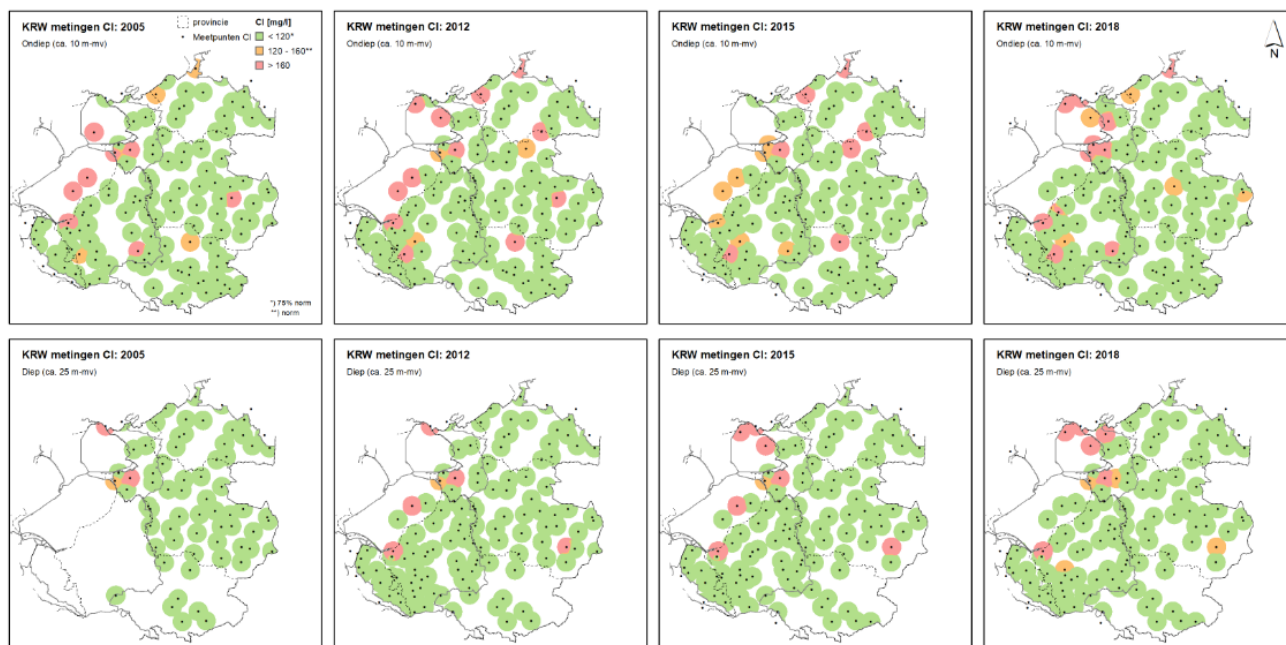 KRW metingen Cl: 2005
Ondiep (ca. 10 m-mv)
provincie
Meetpunten Cl
Cl [mg/l]
< 120*
120 - 160**
> 160
*) 75% norm
**) norm
KRW metingen Cl: 2012
Ondiep (ca. 10 m-mv)
KRW metingen Cl: 2015
Ondiep (ca. 10 m-mv)
KRW metingen Cl: 2018
Ondiep (ca. 10 m-mv)
N
KRW metingen Cl: 2005
Diep (ca. 25 m-mv)
KRW metingen Cl: 2012
Diep (ca. 25 m-mv)
KRW metingen Cl: 2015
Diep (ca. 25 m-mv)
KRW metingen Cl: 2018
Diep (ca. 25 m-mv)